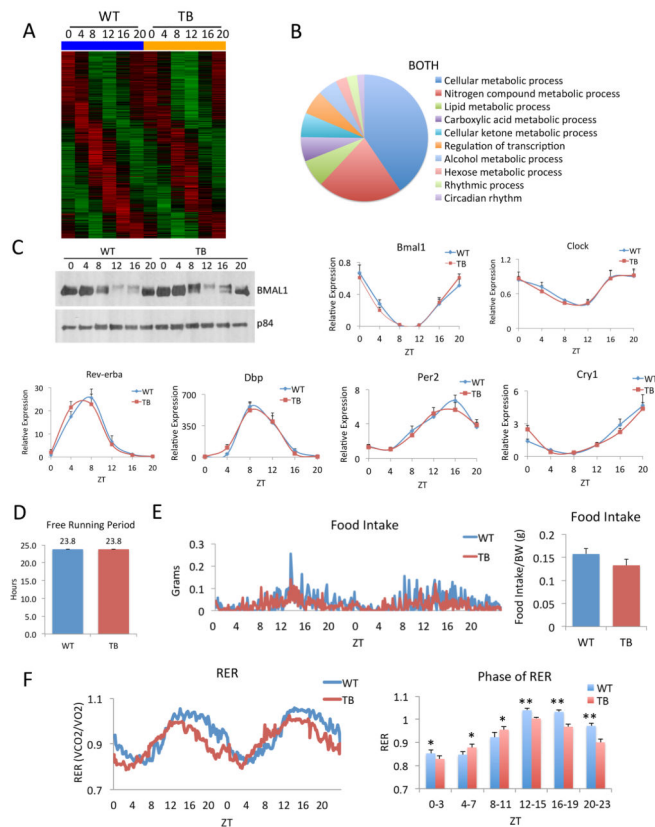 A
WT TB
0 4 8 12 16 20 0 4 8 12 16 20
B
BOTH
Cellular metabolic process
Nitrogen compound metabolic process
Lipid metabolic process
Carboxylic acid metabolic process
Cellular ketone metabolic process
Regulation of transcription
Alcohol metabolic process
Hexose metabolic process
Rhythmic process
Circadian rhythm
C
WT TB
0 4 8 12 16 20 0 4 8 12 16 20
BMAL1
p84
Bmal1
Relative Expression
0.8
0.4
0
0 4 8 12 16 20
ZT
WT
TB
Clock
Relative Expression
1.2
0.6
0.0
0 4 8 12 16 20
ZT
WT
TB
Rev-erba
Relative Expression
30
20
10
0
0 4 8 12 16 20
ZT
WT
TB
Dbp
Relative Expression
700
350
0
0 4 8 12 16 20
ZT
WT
TB
Per2
Relative Expression
9
6
3
0
0 4 8 12 16 20
ZT
WT
TB
Cry1
Relative Expression
6
3
0
0 4 8 12 16 20
ZT
WT
TB
D
Free Running Period
23.8 23.8
Hours
25.0
20.0
15.0
10.0
5.0
0.0
WT TB
E
Food Intake
WT
TB
Grams
0.3
0.2
0.1
0
0 4 8 12 16 20 0 4 8 12 16 20
ZT
Food Intake
Food Intake/BW (g)
0.2
0.15
0.1
0.05
0
WT TB
F
RER
WT
TB
RER (VCO2/VO2)
1.1
0.9
0.7
0 4 8 12 16 20 0 4 8 12 16 20
ZT
Phase of RER
WT
TB
RER
1.1
1
0.9
0.8
0.7
* * * ** ** **
0-3 4-7 8-11 12-15 16-19 20-23
ZT